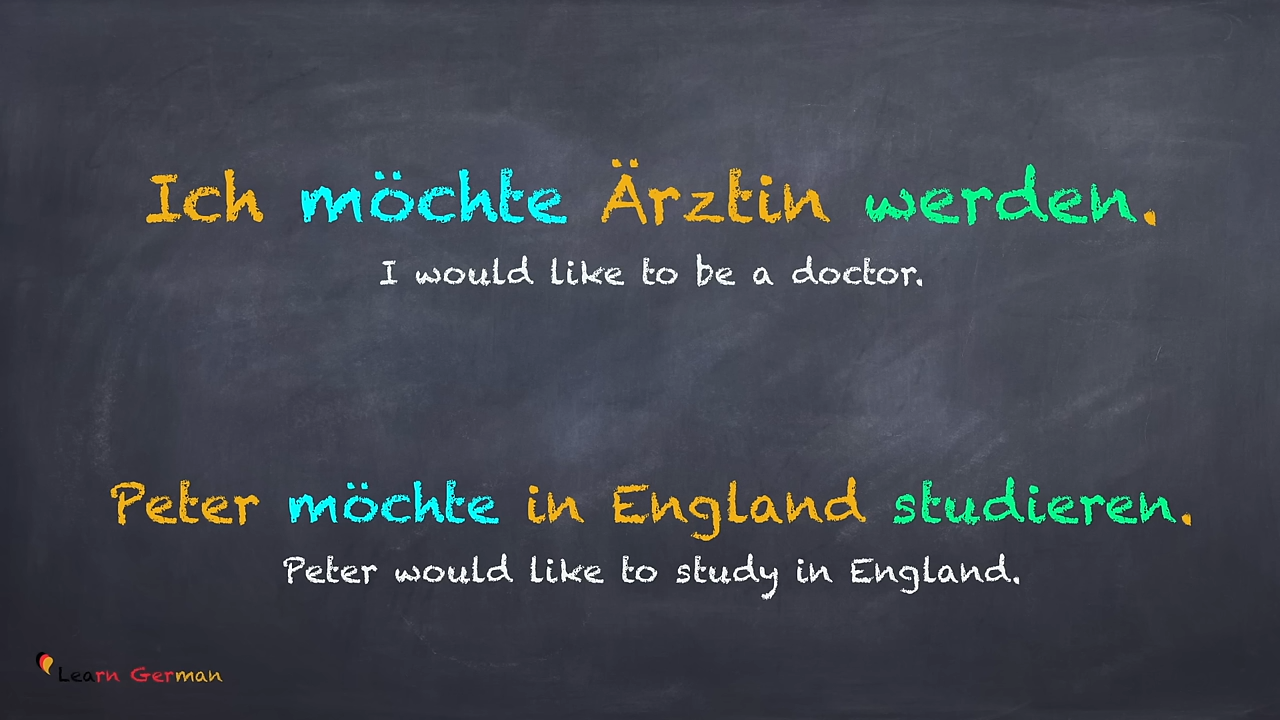 Ich möchte Ärztin werden.
I would like to be a doctor.
Peter möchte in England studieren.
Peter would like to study in England.
Learn German